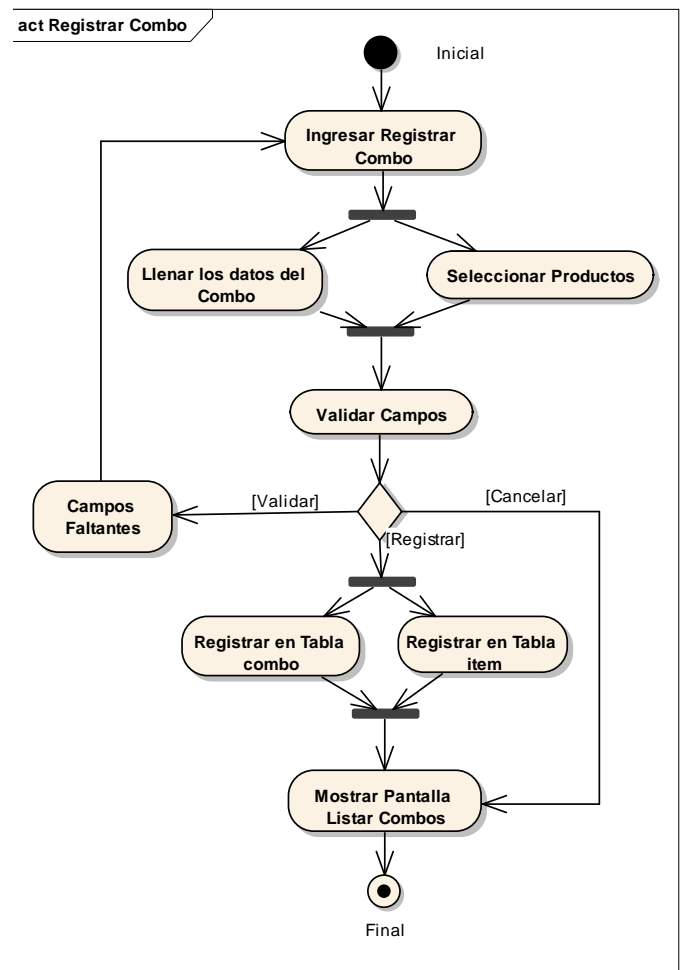 act Registrar Combo
Inicial
Ingresar Registrar
Combo
Llenar los datos del
Combo
Seleccionar Productos
Validar Campos
[Validar]
[Cancelar]
Campos
Faltantes
[Registrar]
Registrar en Tabla
combo
Registrar en Tabla
item
Mostrar Pantalla
Listar Combos
Final